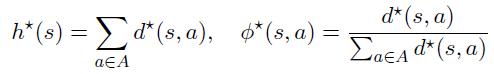 h*(s) = ∑_{a∈A} d*(s, a), ϕ*(s, a) = d*(s, a) / ∑_{a∈A} d*(s, a)